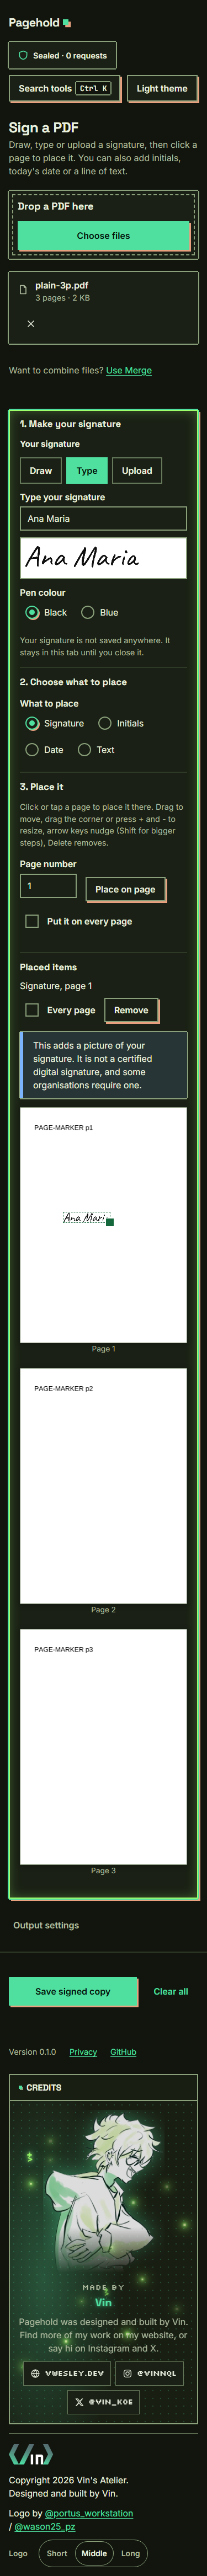 Pagehold
Sealed · 0 requests
Search tools Ctrl K
Light theme
Sign a PDF
Draw, type or upload a signature, then click a
page to place it. You can also add initials,
today's date or a line of text.
Drop a PDF here
Choose files
plain-3p.pdf
3 pages · 2 KB
Want to combine files? Use Merge
1. Make your signature
Your signature
Draw
Type
Upload
Type your signature
Ana Maria
Ana Maria
Pen colour
Black
Blue
Your signature is not saved anywhere. It
stays in this tab until you close it.
2. Choose what to place
What to place
Signature
Initials
Date
Text
3. Place it
Click or tap a page to place it there. Drag to
move, drag the corner or press + and - to
resize, arrow keys nudge (Shift for bigger
steps), Delete removes.
Page number
1
Place on page
Put it on every page
Placed items
Signature, page 1
Every page
Remove
This adds a picture of your
signature. It is not a certified
digital signature, and some
organisations require one.
PAGE-MARKER p1
Ana Mari
Page 1
PAGE-MARKER p2
Page 2
PAGE-MARKER p3
Page 3
Output settings
Save signed copy
Clear all
Version 0.1.0
Privacy
GitHub
CREDITS
MADE BY
Vin
Pagehold was designed and built by Vin.
Find more of my work on my website, or
say hi on Instagram and X.
VWESLEY.DEV
@VINNQL
@VIN_KOE
Vin
Copyright 2026 Vin's Atelier.
Designed and built by Vin.
Logo by @portus_workstation
/ @wason25_pz
Logo
Short
Middle
Long